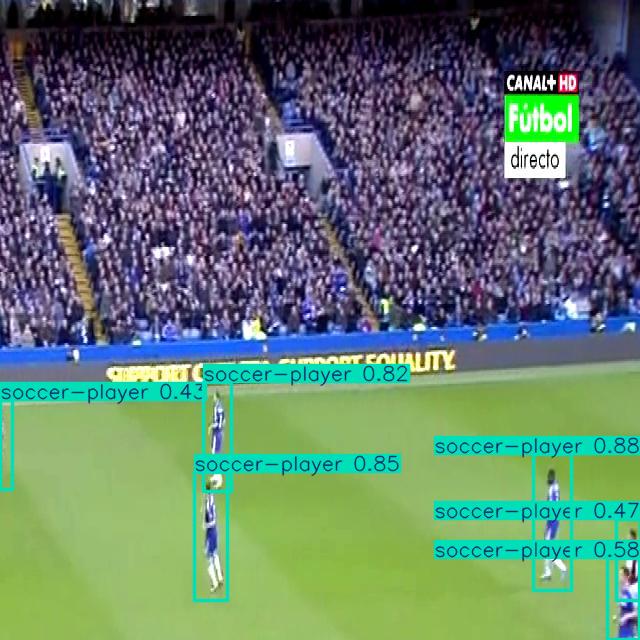 CANAL+ HD
Fútbol
directo
SUPPORT EQUALITY.
soccer-player 0.82
soccer-player 0.43
soccer-player 0.88
soccer-player 0.85
soccer-player 0.47
soccer-player 0.58